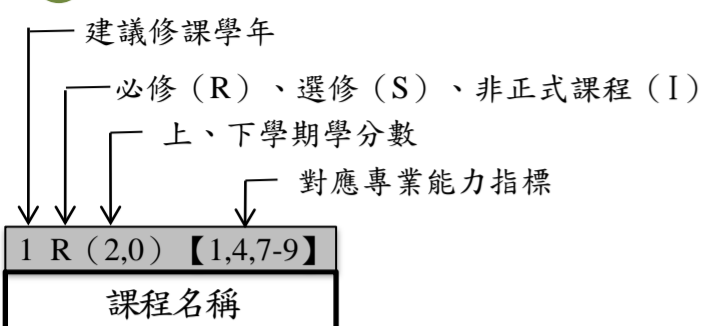 建議修課學年
必修（R）、選修（S）、非正式課程（I）
上、下學期學分數
對應專業能力指標
1 R（2,0）【1,4,7-9】
課程名稱